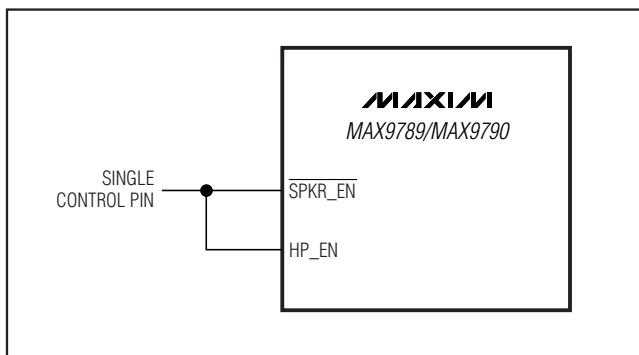 MAXIM
MAX9789/MAX9790
SINGLE
CONTROL PIN
SPKR_EN
HP_EN